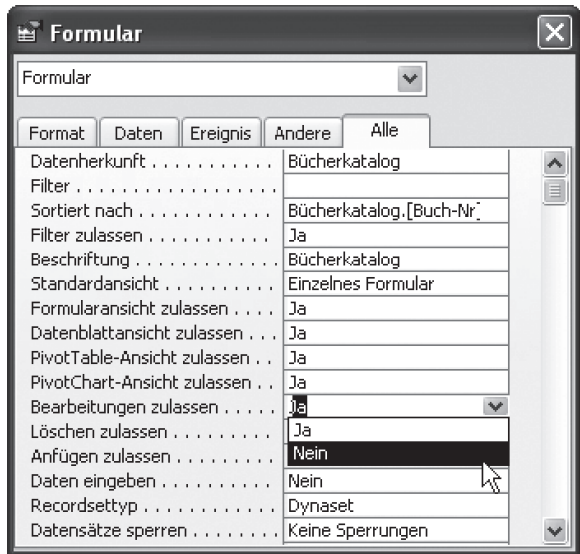 Formular
Formular
Format Daten Ereignis Andere Alle
Datenherkunft . . . . . . . . . . . Bücherkatalog
Filter . . . . . . . . . . . . . . . . . .
Sortiert nach . . . . . . . . . . . . Bücherkatalog.[Buch-Nr]
Filter zulassen . . . . . . . . . . . Ja
Beschriftung . . . . . . . . . . . . Bücherkatalog
Standardansicht . . . . . . . . . . Einzelnes Formular
Formularansicht zulassen . . . . Ja
Datenblattansicht zulassen . . . Ja
PivotTable-Ansicht zulassen . . Ja
PivotChart-Ansicht zulassen . . Ja
Bearbeitungen zulassen . . . . . Ja
Löschen zulassen . . . . . . . . . Ja
Anfügen zulassen . . . . . . . . . Nein
Daten eingeben . . . . . . . . . . Nein
Recordsettyp . . . . . . . . . . . . Dynaset
Datensätze sperren . . . . . . . . Keine Sperrungen